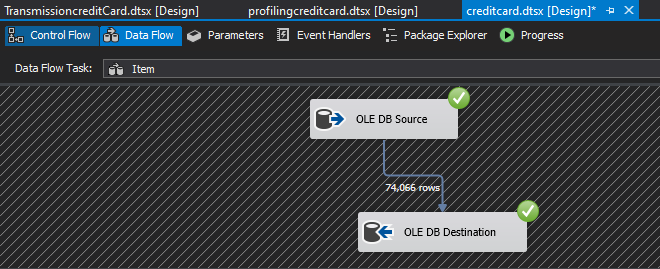 TransmissioncreditCard.dtsx [Design] profilingcreditcard.dtsx [Design] creditcard.dtsx [Design]*
Control Flow Data Flow Parameters Event Handlers Package Explorer Progress
Data Flow Task: Item
OLE DB Source
74,066 rows
OLE DB Destination